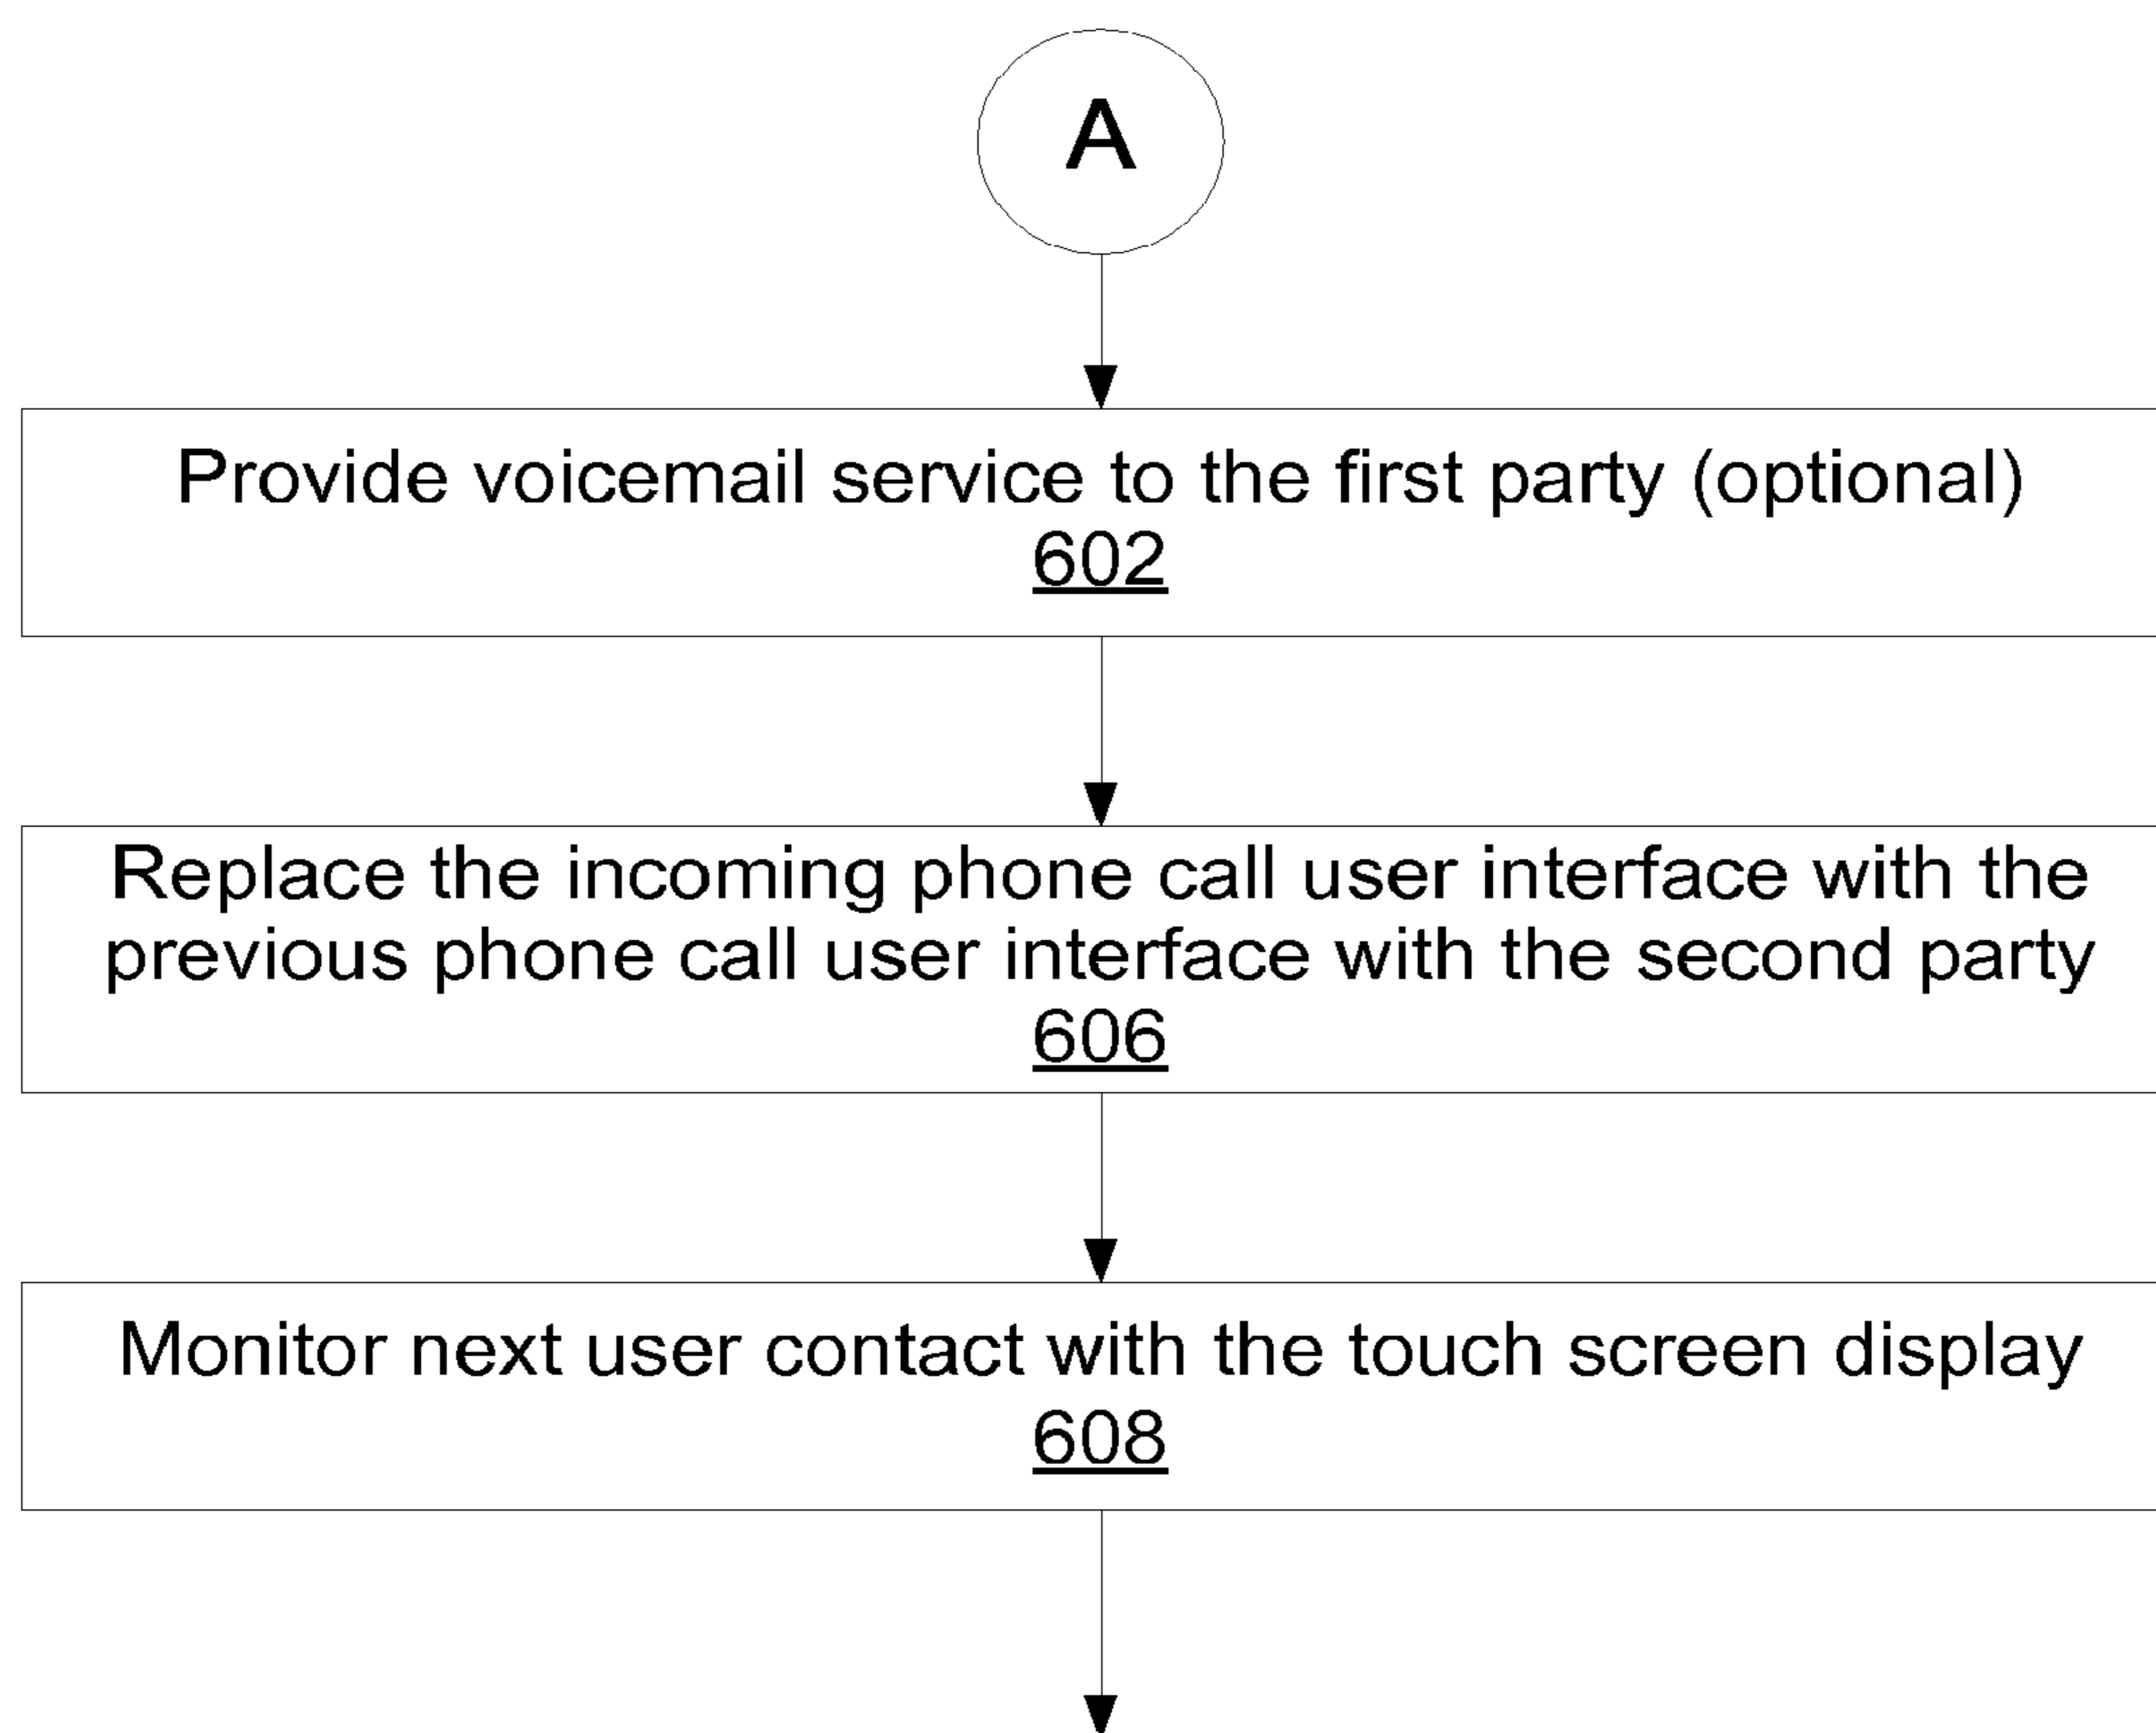 A
Provide voicemail service to the first party (optional)
602
Replace the incoming phone call user interface with the
previous phone call user interface with the second party
606
Monitor next user contact with the touch screen display
608